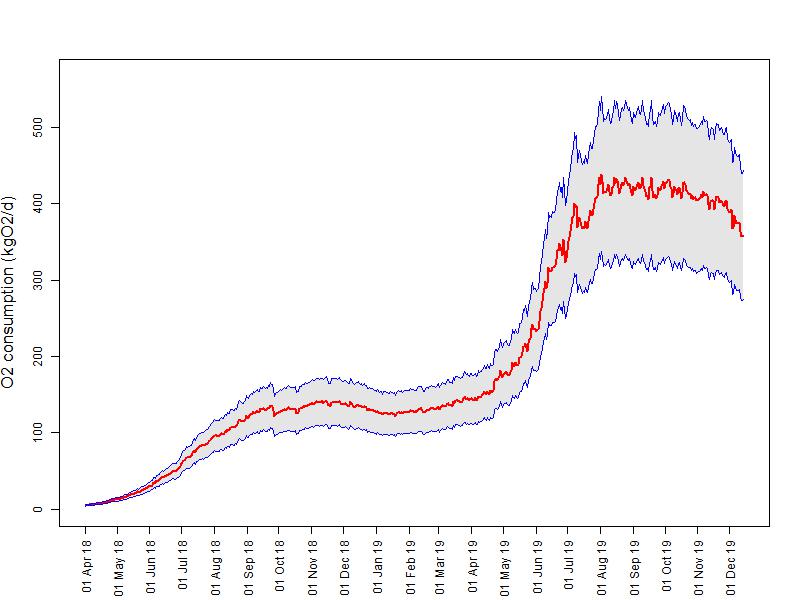 O2 consumption (kgO2/d)
500
400
300
200
100
0
01 Apr 18
01 May 18
01 Jun 18
01 Jul 18
01 Aug 18
01 Sep 18
01 Oct 18
01 Nov 18
01 Dec 18
01 Jan 19
01 Feb 19
01 Mar 19
01 Apr 19
01 May 19
01 Jun 19
01 Jul 19
01 Aug 19
01 Sep 19
01 Oct 19
01 Nov 19
01 Dec 19